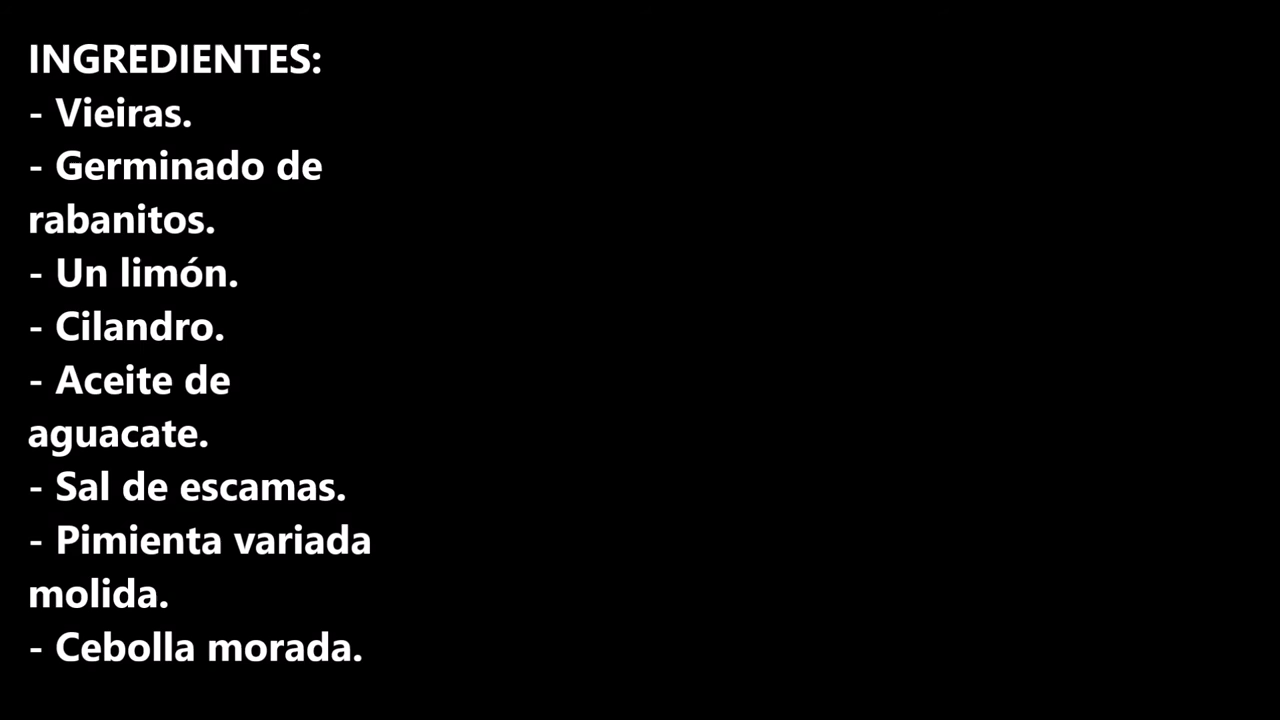 INGREDIENTES:
- Vieiras.
- Germinado de
rabanitos.
- Un limón.
- Cilandro.
- Aceite de
aguacate.
- Sal de escamas.
- Pimienta variada
molida.
- Cebolla morada.